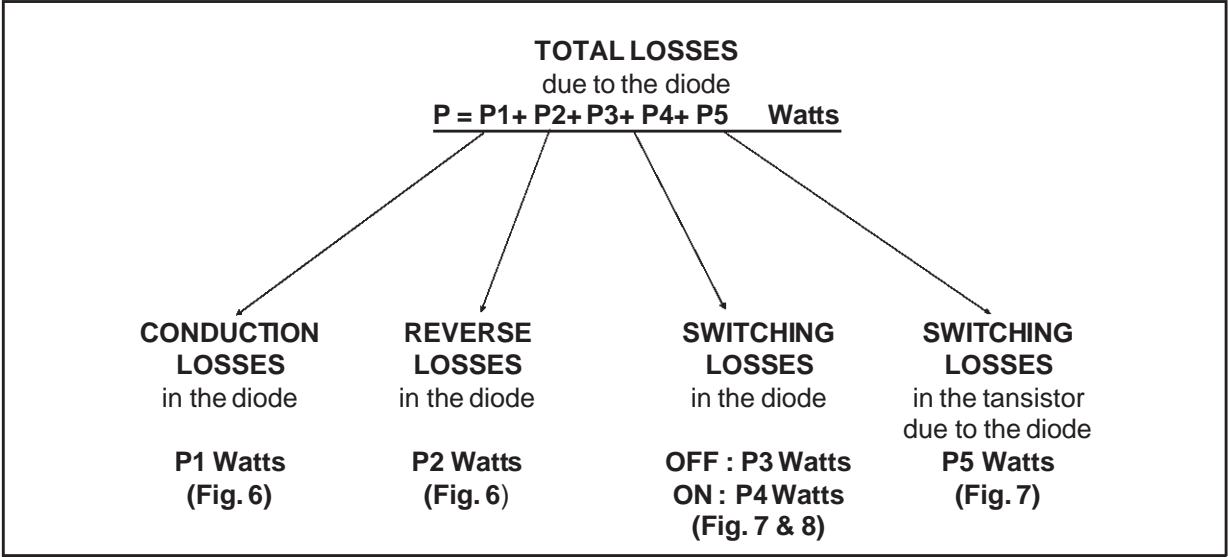 TOTAL LOSSES
due to the diode
P = P1+ P2+ P3+ P4+ P5 Watts
CONDUCTION
LOSSES
in the diode
P1 Watts
(Fig. 6)
REVERSE
LOSSES
in the diode
P2 Watts
(Fig. 6)
SWITCHING
LOSSES
in the diode
OFF : P3 Watts
ON : P4 Watts
(Fig. 7 & 8)
SWITCHING
LOSSES
in the tansistor
due to the diode
P5 Watts
(Fig. 7)